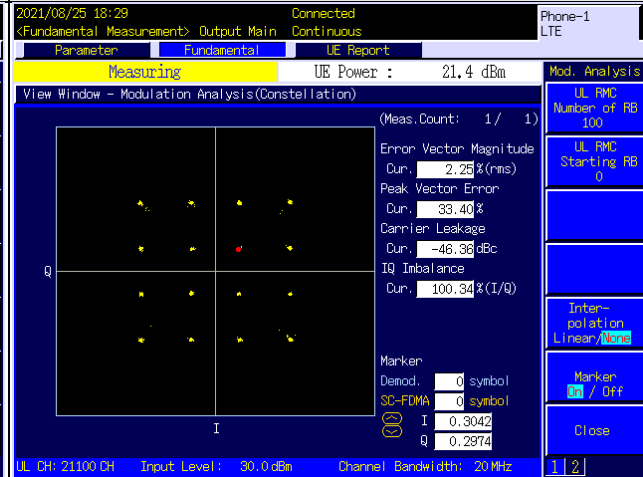 2021/08/25 18:29 Connected
Phone-1
<Fundamental Measurement> Output Main Continuous
LTE
Parameter Fundamental UE Report
Measuring UE Power : 21.4 dBm
Mod. Analysis
View Window - Modulation Analysis(Constellation)
UL RMC
Number of RB
100
(Meas.Count: 1/ 1)
Error Vector Magnitude
Cur. 2.25 %(rms)
UL RMC
Starting RB
0
Peak Vector Error
Cur. 33.40 %
Carrier Leakage
Cur. -46.36 dBc
IQ Imbalance
Cur. 100.34 %(I/Q)
Q
I
Inter-
polation
Linear/None
Marker
Demod. 0 symbol
SC-FDMA 0 symbol
I 0.3042
Q 0.2974
Marker
On / Off
Close
UL CH: 21100 CH Input Level: 30.0 dBm Channel Bandwidth: 20 MHz
1 2